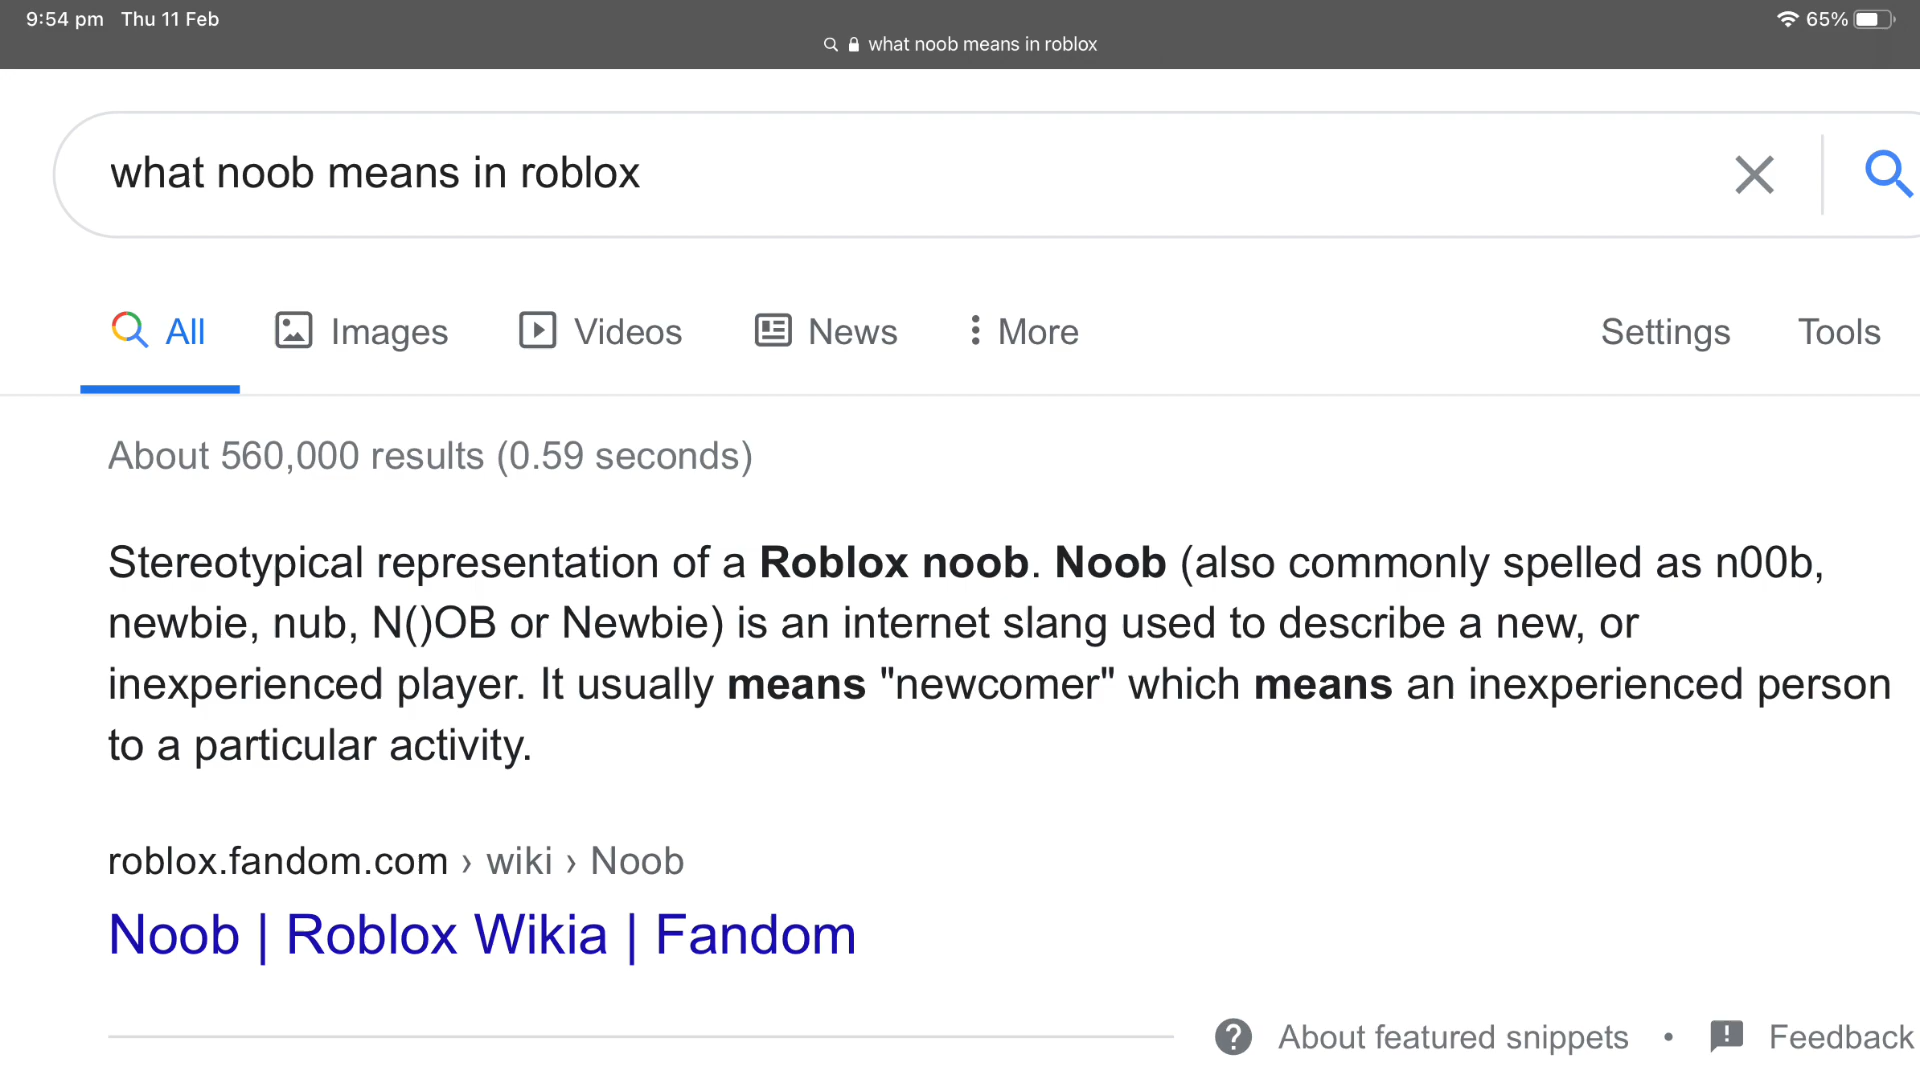 9:54 pm Thu 11 Feb
65%
what noob means in roblox
what noob means in roblox
All Images Videos News More Settings Tools
About 560,000 results (0.59 seconds)
Stereotypical representation of a Roblox noob. Noob (also commonly spelled as n00b,
newbie, nub, N()OB or Newbie) is an internet slang used to describe a new, or
inexperienced player. It usually means "newcomer" which means an inexperienced person
to a particular activity.
roblox.fandom.com › wiki › Noob
Noob | Roblox Wikia | Fandom
About featured snippets • Feedback